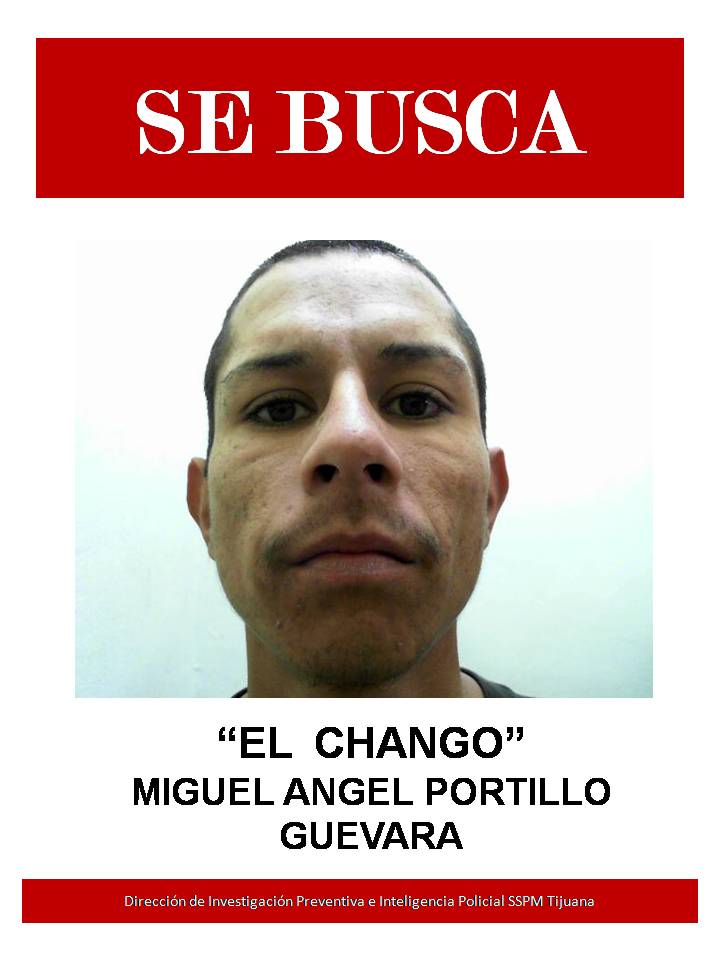 SE BUSCA
“EL CHANGO”
MIGUEL ANGEL PORTILLO
GUEVARA
Dirección de Investigación Preventiva e Inteligencia Policial SSPM Tijuana